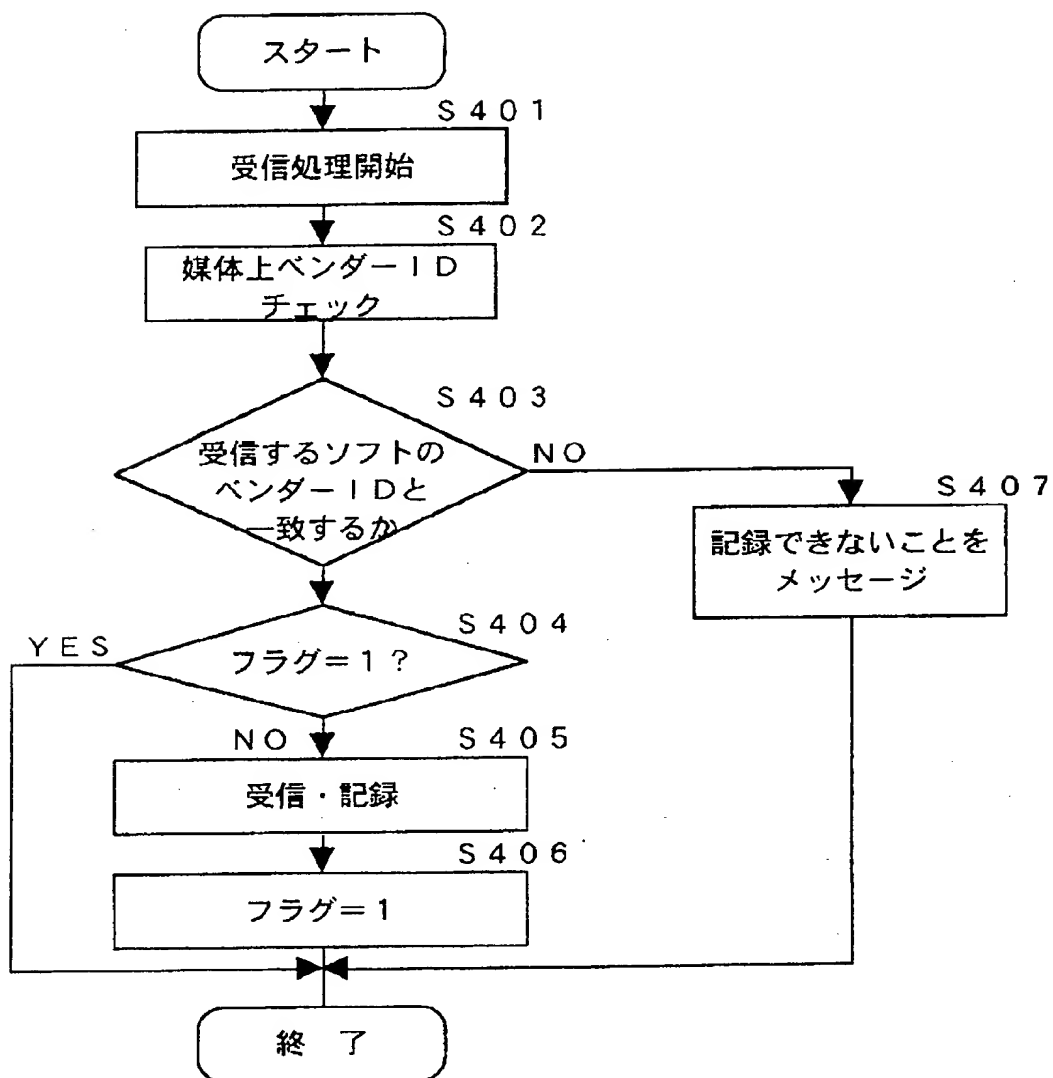 スタート
S401
受信処理開始
S402
媒体上ベンダーID
チェック
S403
受信するソフトの
ベンダーIDと
一致するか
NO
S407
記録できないことを
メッセージ
S404
YES
フラグ＝1？
NO
S405
受信・記録
S406
フラグ＝1
終 了